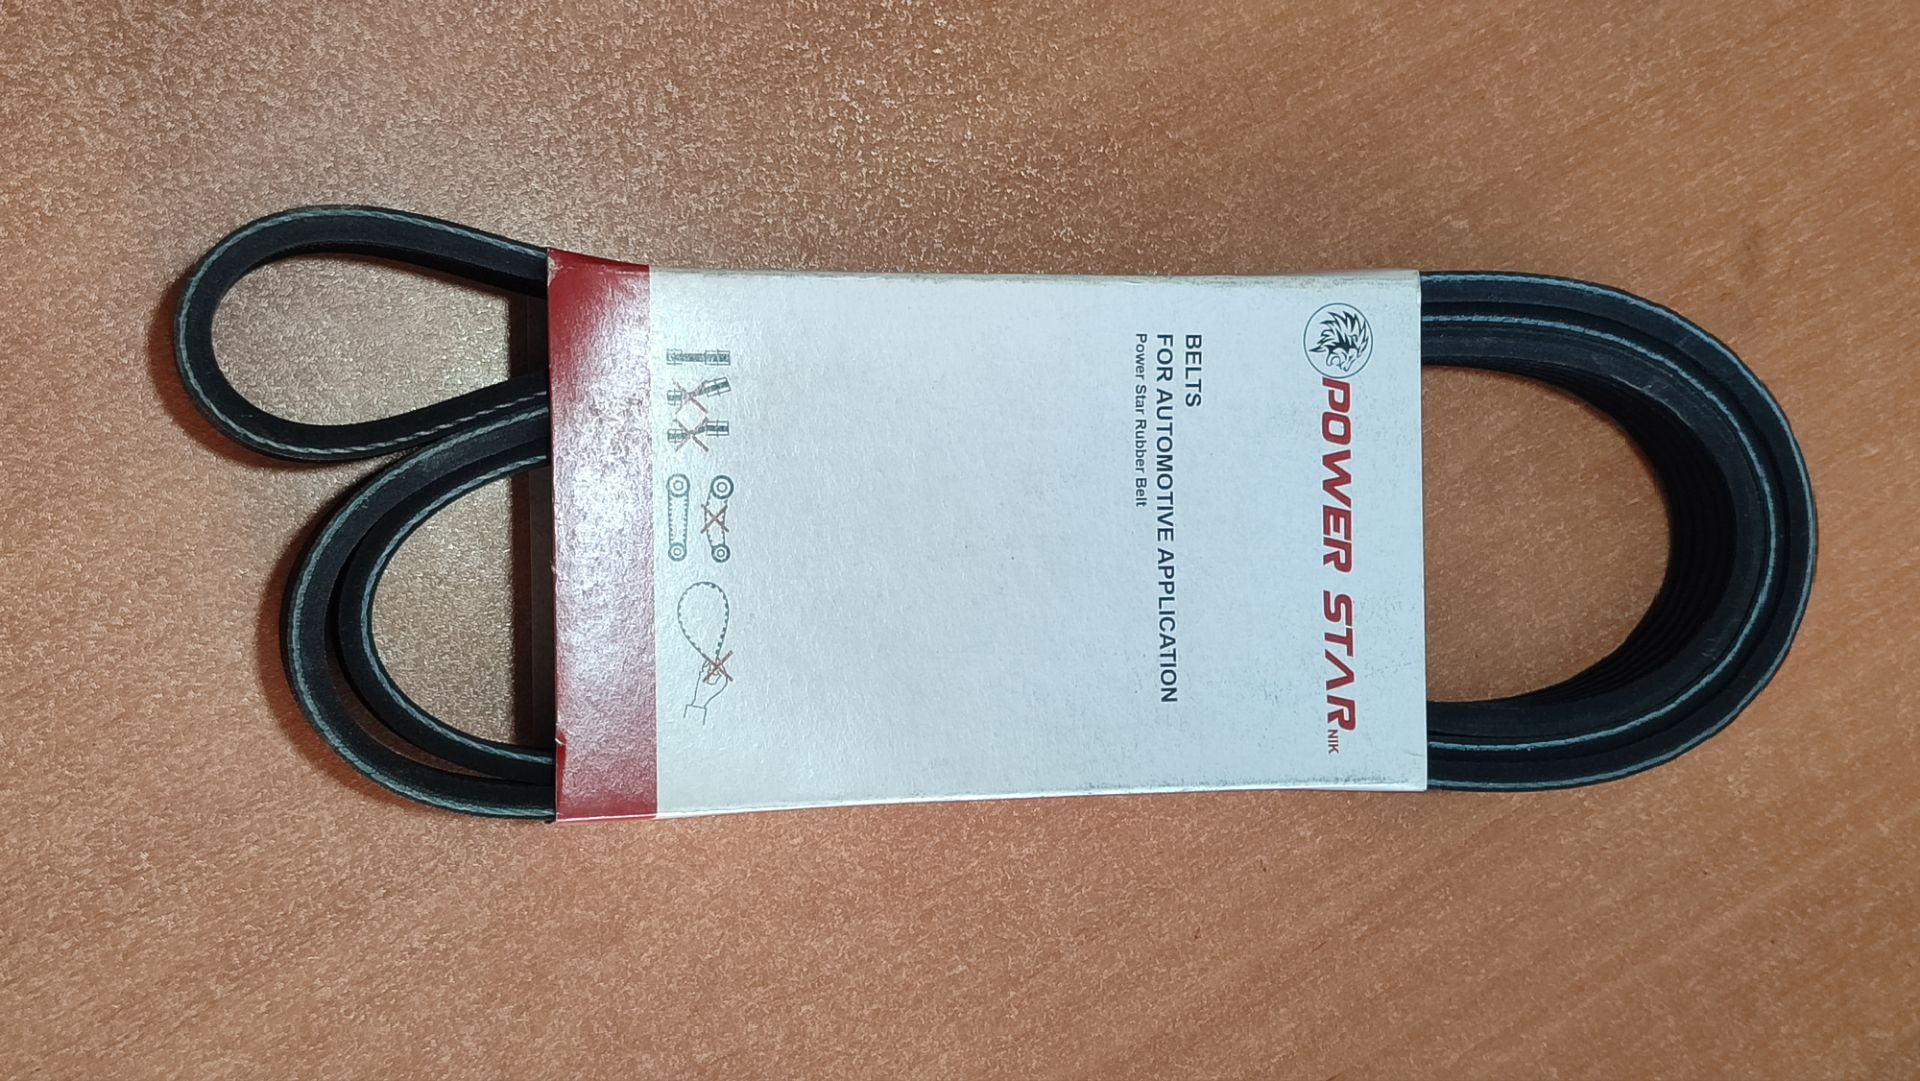 POWER STAR NIK
BELTS
FOR AUTOMOTIVE APPLICATION
Power Star Rubber Belt